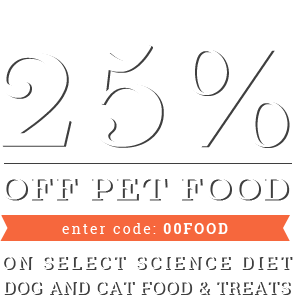 25%
OFF PET FOOD
enter code: 00FOOD
ON SELECT SCIENCE DIET
DOG AND CAT FOOD & TREATS